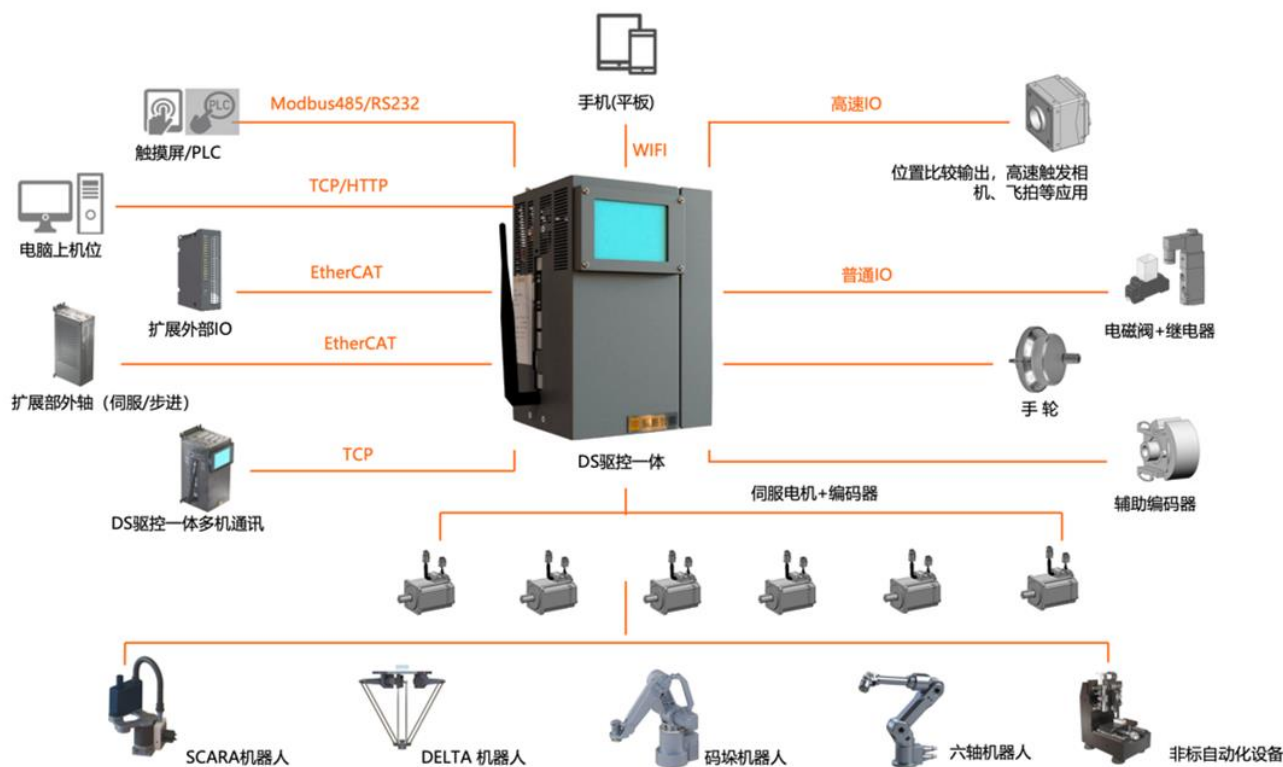 手机(平板)
Modbus485/RS232
高速IO
PLC
触摸屏/PLC
WIFI
位置比较输出，高速触发相
机、飞拍等应用
TCP/HTTP
电脑上机位
EtherCAT
普通IO
扩展外部IO
电磁阀+继电器
EtherCAT
扩展部外轴（伺服/步进）
手 轮
TCP
DS驱控一体
DS驱控一体多机通讯
伺服电机+编码器
辅助编码器
SCARA机器人
DELTA 机器人
码垛机器人
六轴机器人
非标自动化设备